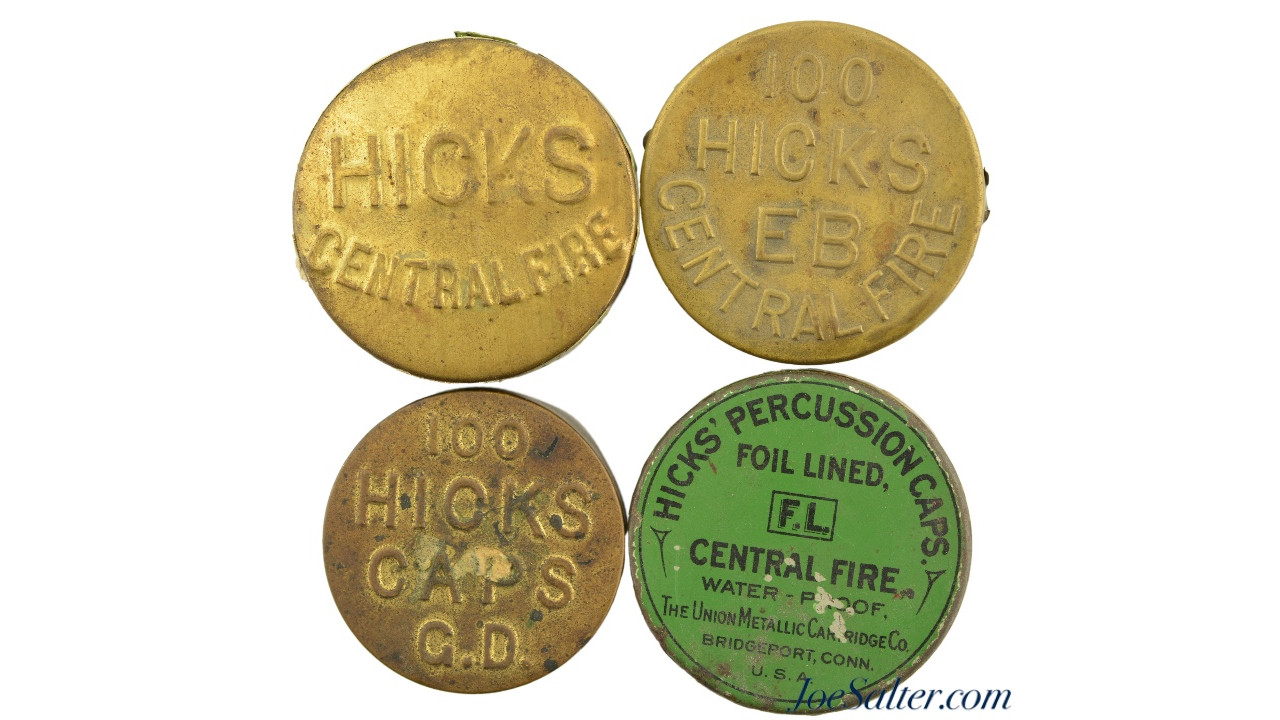 HICKS
CENTRAL FIRE
100
HICKS
EB
CENTRAL FIRE
100
HICKS
CAPS
G.D.
HICKS' PERCUSSION CAPS.
FOIL LINED,
F.L.
CENTRAL FIRE,
WATER-PROOF,
THE UNION METALLIC CARTRIDGE CO.
BRIDGEPORT, CONN.
U.S.A.
JoeSalter.com